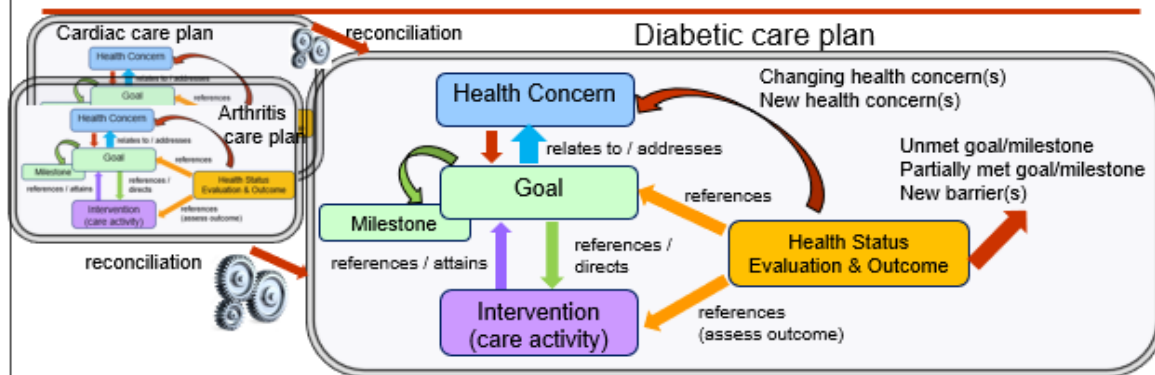 Cardiac care plan
Health Concern
relates to / addresses
Goal
references
reconciliation
Arthritis
care plan
Health Concern
relates to / addresses
Goal
references
Milestone
references / attains
references /
directs
Health Status
Evaluation & Outcome
Intervention
(care activity)
references
(assess outcome)
reconciliation
Diabetic care plan
Health Concern
Changing health concern(s)
New health concern(s)
relates to / addresses
Unmet goal/milestone
Partially met goal/milestone
New barrier(s)
Goal
references
Milestone
references / attains
references /
directs
Health Status
Evaluation & Outcome
Intervention
(care activity)
references
(assess outcome)